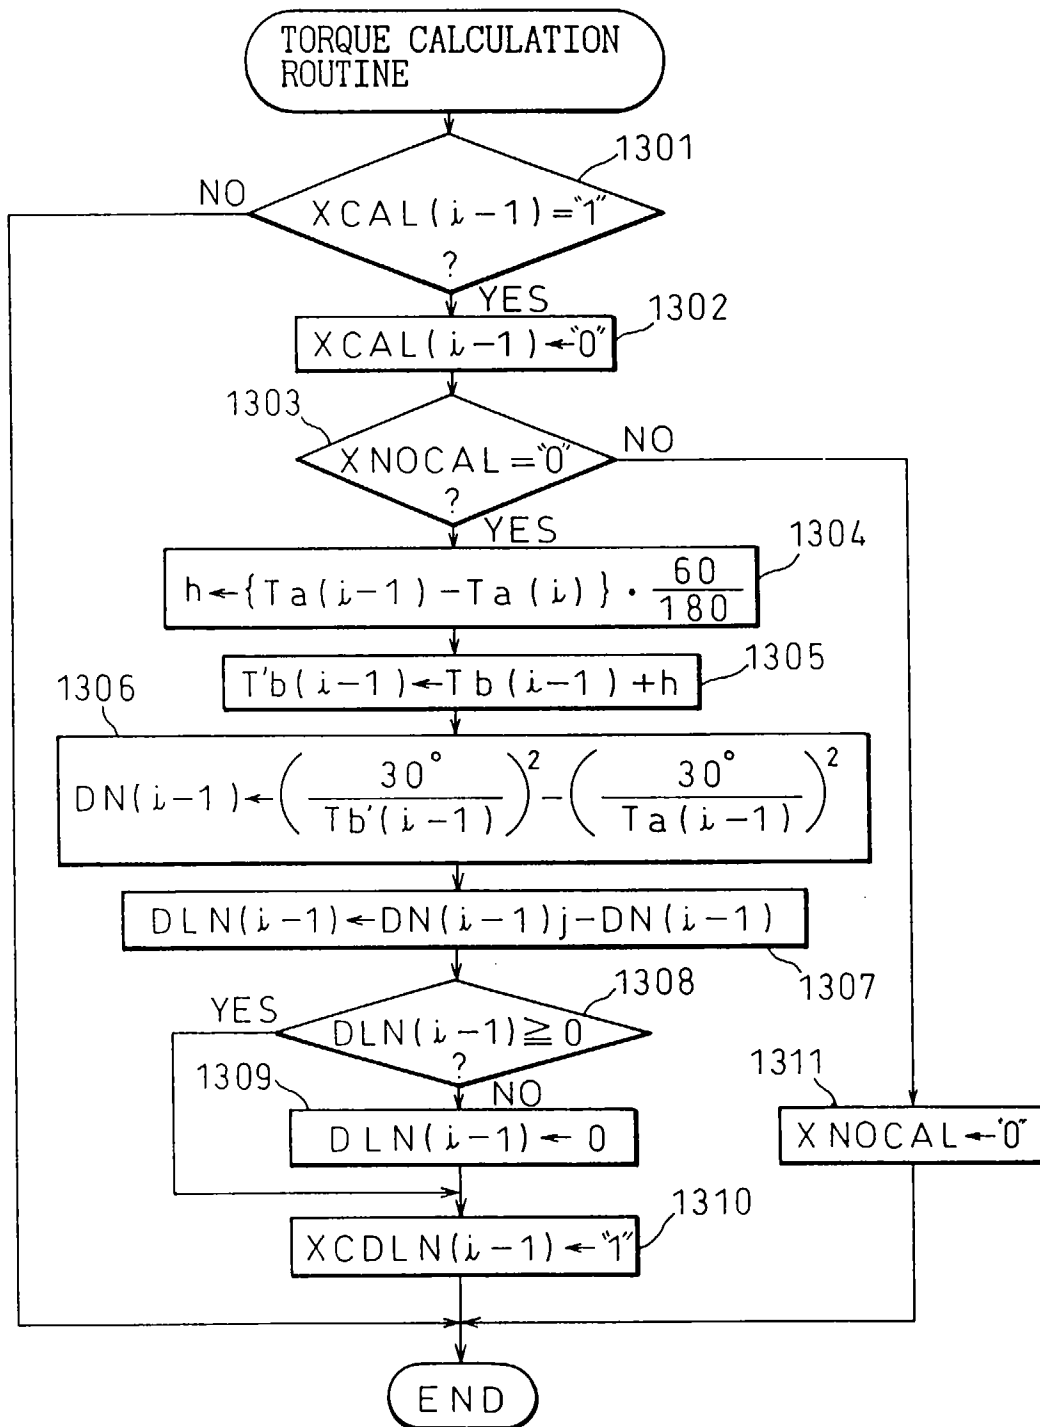 TORQUE CALCULATION
ROUTINE
1301
NO
XCAL(i-1)="1"
?
YES
1302
XCAL(i-1)←"0"
1303
NO
XNOCAL="0"
?
YES
1304
h←{Ta(i-1)-Ta(i)}·60/180
1305
T'b(i-1)←Tb(i-1)+h
1306
DN(i-1)←(30°/Tb'(i-1))²-(30°/Ta(i-1))²
DLN(i-1)←DN(i-1)j-DN(i-1)
1307
1308
YES
DLN(i-1)≧0
?
NO
1309
DLN(i-1)←0
1311
XNOCAL←"0"
1310
XCDLN(i-1)←"1"
END